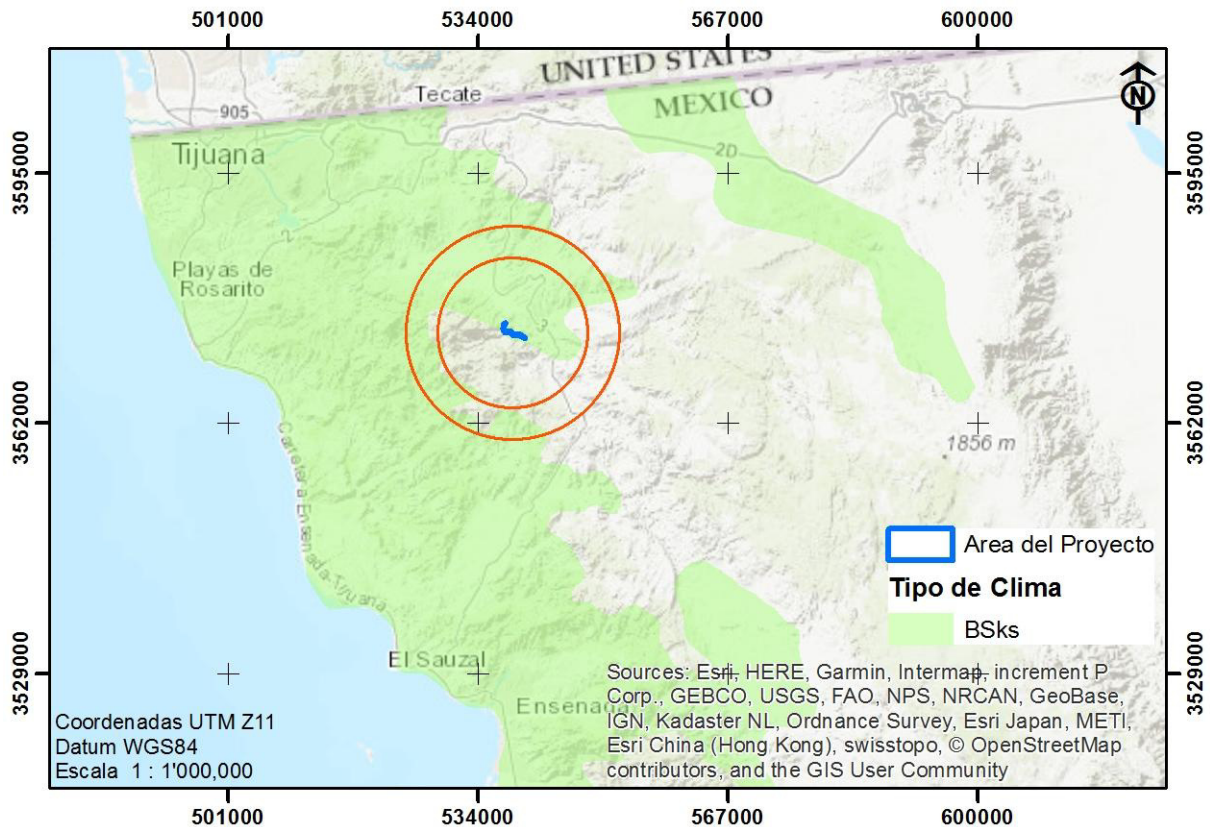 501000 534000 567000 600000
UNITED STATES
MEXICO
N
Tecate
905
2D
Tijuana
3595000
3595000
2
Playas de
Rosarito
3
3562000
3562000
1856 m
Carretera Ensenada-Tijuana
Area del Proyecto
Tipo de Clima
BSks
El Sauzal
Ensenada
3529000
3529000
Sources: Esri, HERE, Garmin, Intermap, increment P
Corp., GEBCO, USGS, FAO, NPS, NRCAN, GeoBase,
IGN, Kadaster NL, Ordnance Survey, Esri Japan, METI,
Esri China (Hong Kong), swisstopo, © OpenStreetMap
contributors, and the GIS User Community
Coordenadas UTM Z11
Datum WGS84
Escala 1 : 1'000,000
501000 534000 567000 600000